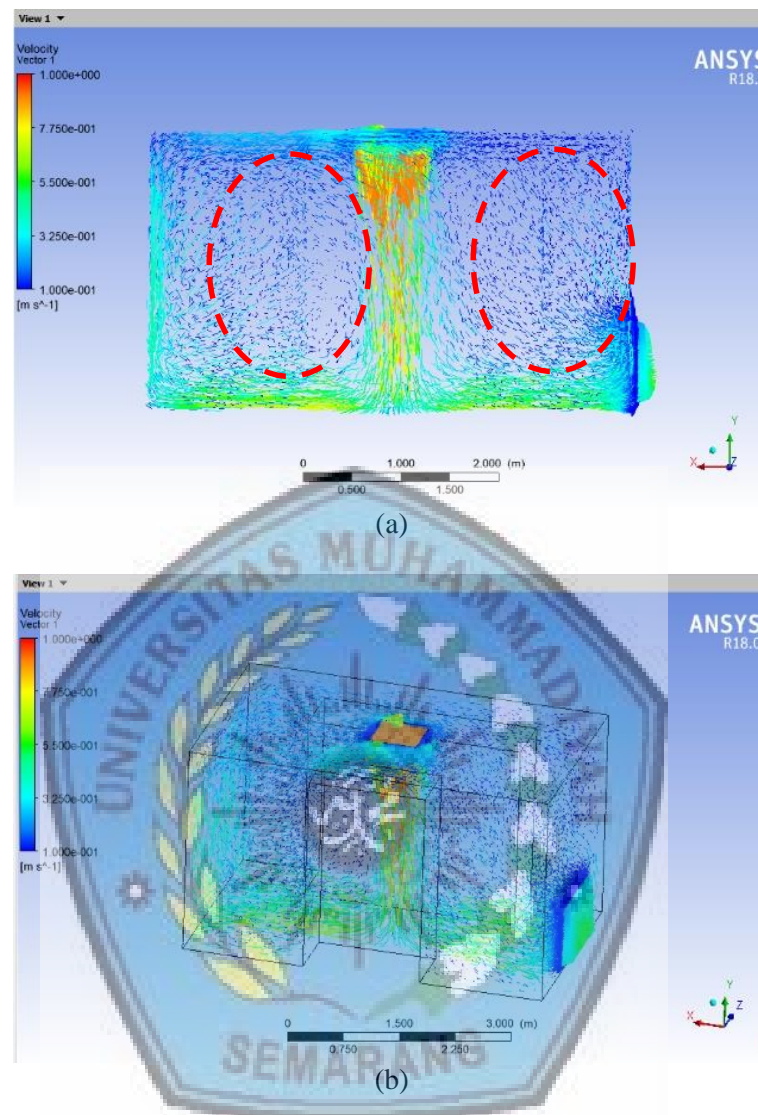 View 1
Velocity
Vector 1
1.000e+000
7.750e-001
5.500e-001
3.250e-001
1.000e-001
[m s^-1]
ANSYS
R18.
Y
X
Z
0
1.000
2.000 (m)
0.500
1.500
(a)
View 1
Velocity
Vector 1
1.000e+000
7.750e-001
5.500e-001
3.250e-001
1.000e-001
[m s^-1]
ANSYS
R18.0
UNIVERSITAS MUHAMMADIYAH
Y
Z
X
0
1.500
3.000 (m)
0.750
2.250
SEMARANG
(b)